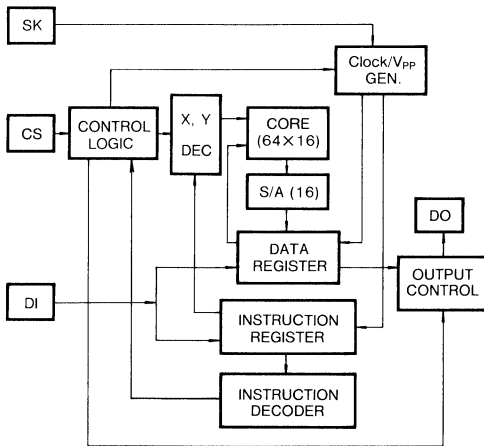 SK
Clock/VPP
GEN.
CS
CONTROL
LOGIC
X, Y
DEC
CORE
(64×16)
S/A (16)
DO
DATA
REGISTER
OUTPUT
CONTROL
DI
INSTRUCTION
REGISTER
INSTRUCTION
DECODER